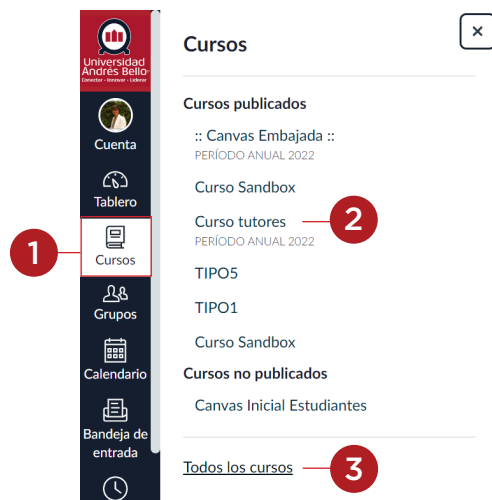 Universidad
Andrés Bello
Conectar - Innovar - Liderar
Cuenta
Tablero
1
Cursos
Grupos
Calendario
Bandeja de
entrada
Cursos
×
Cursos publicados
:: Canvas Embajada ::
PERÍODO ANUAL 2022
Curso Sandbox
Curso tutores
2
PERÍODO ANUAL 2022
TIPO5
TIPO1
Curso Sandbox
Cursos no publicados
Canvas Inicial Estudiantes
Todos los cursos
3